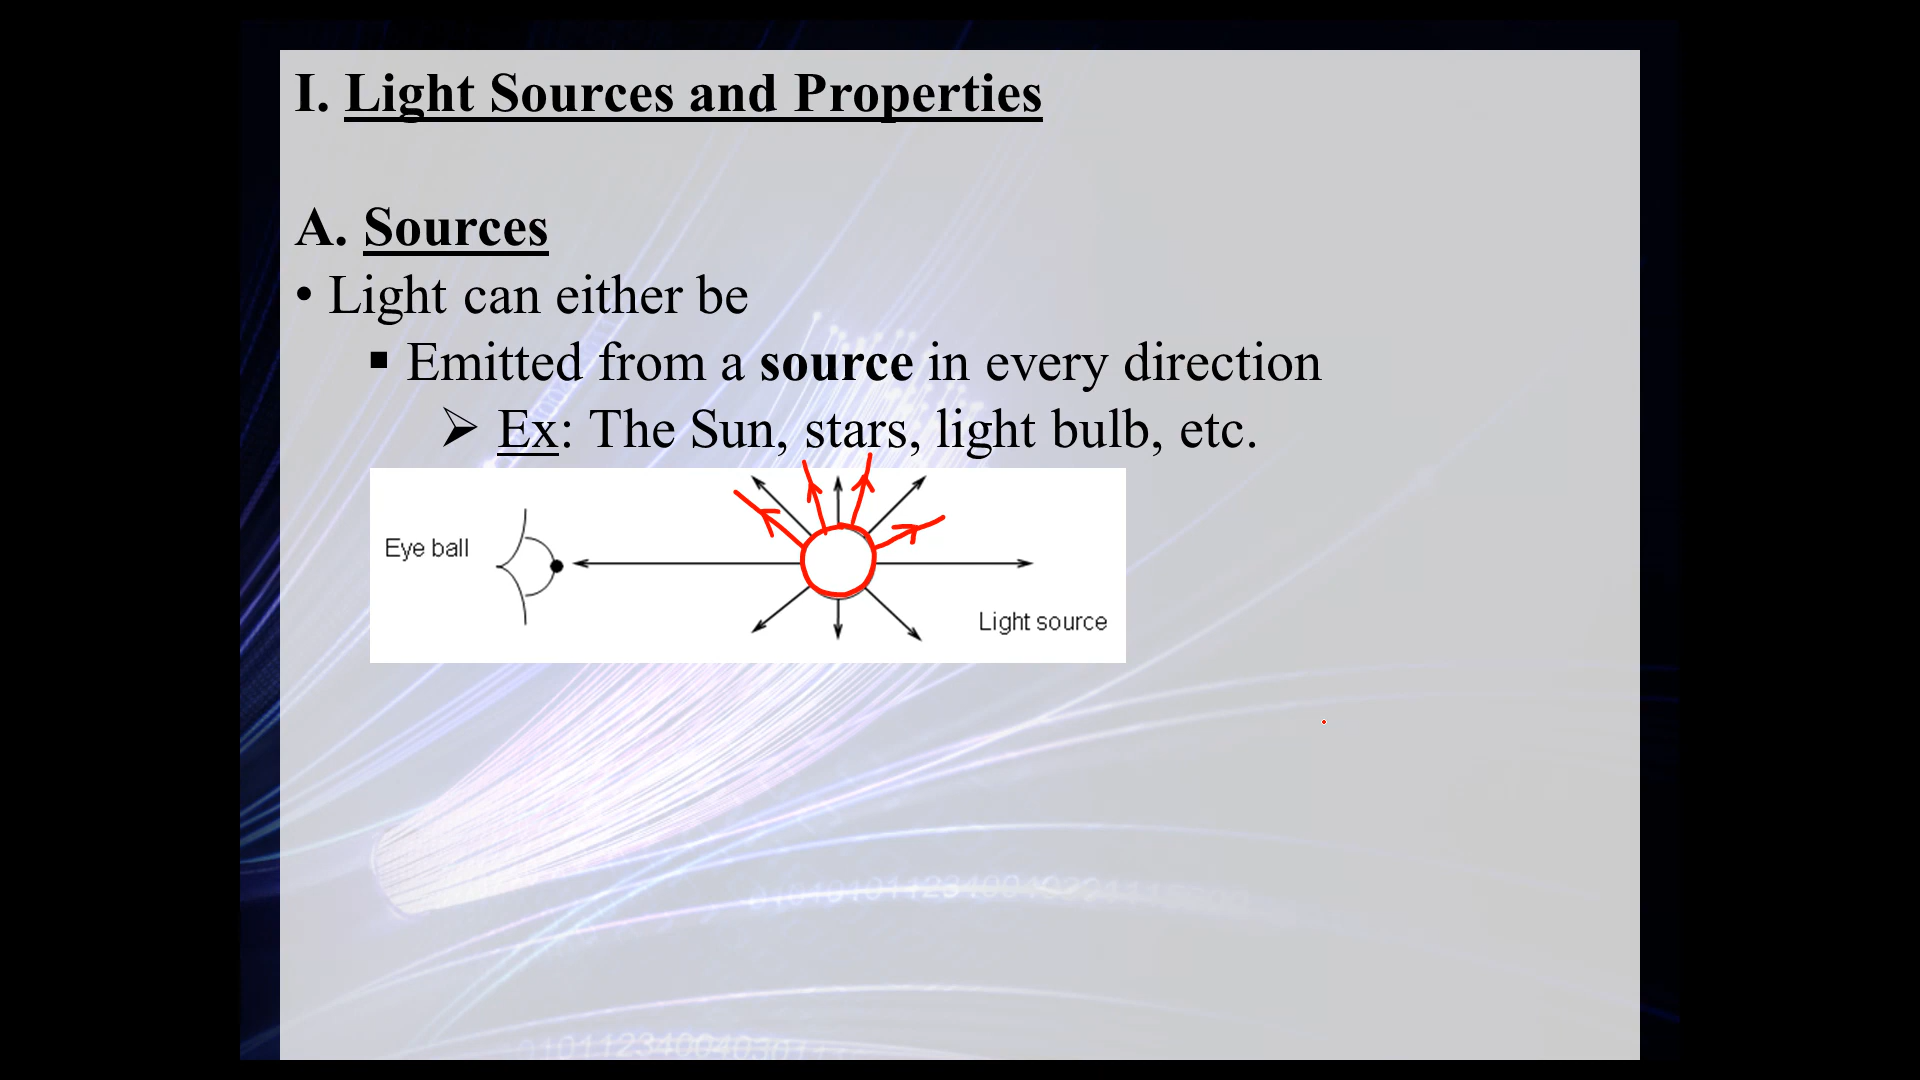 I. Light Sources and Properties
A. Sources
• Light can either be
▪ Emitted from a source in every direction
➢ Ex: The Sun, stars, light bulb, etc.
Eye ball
Light source